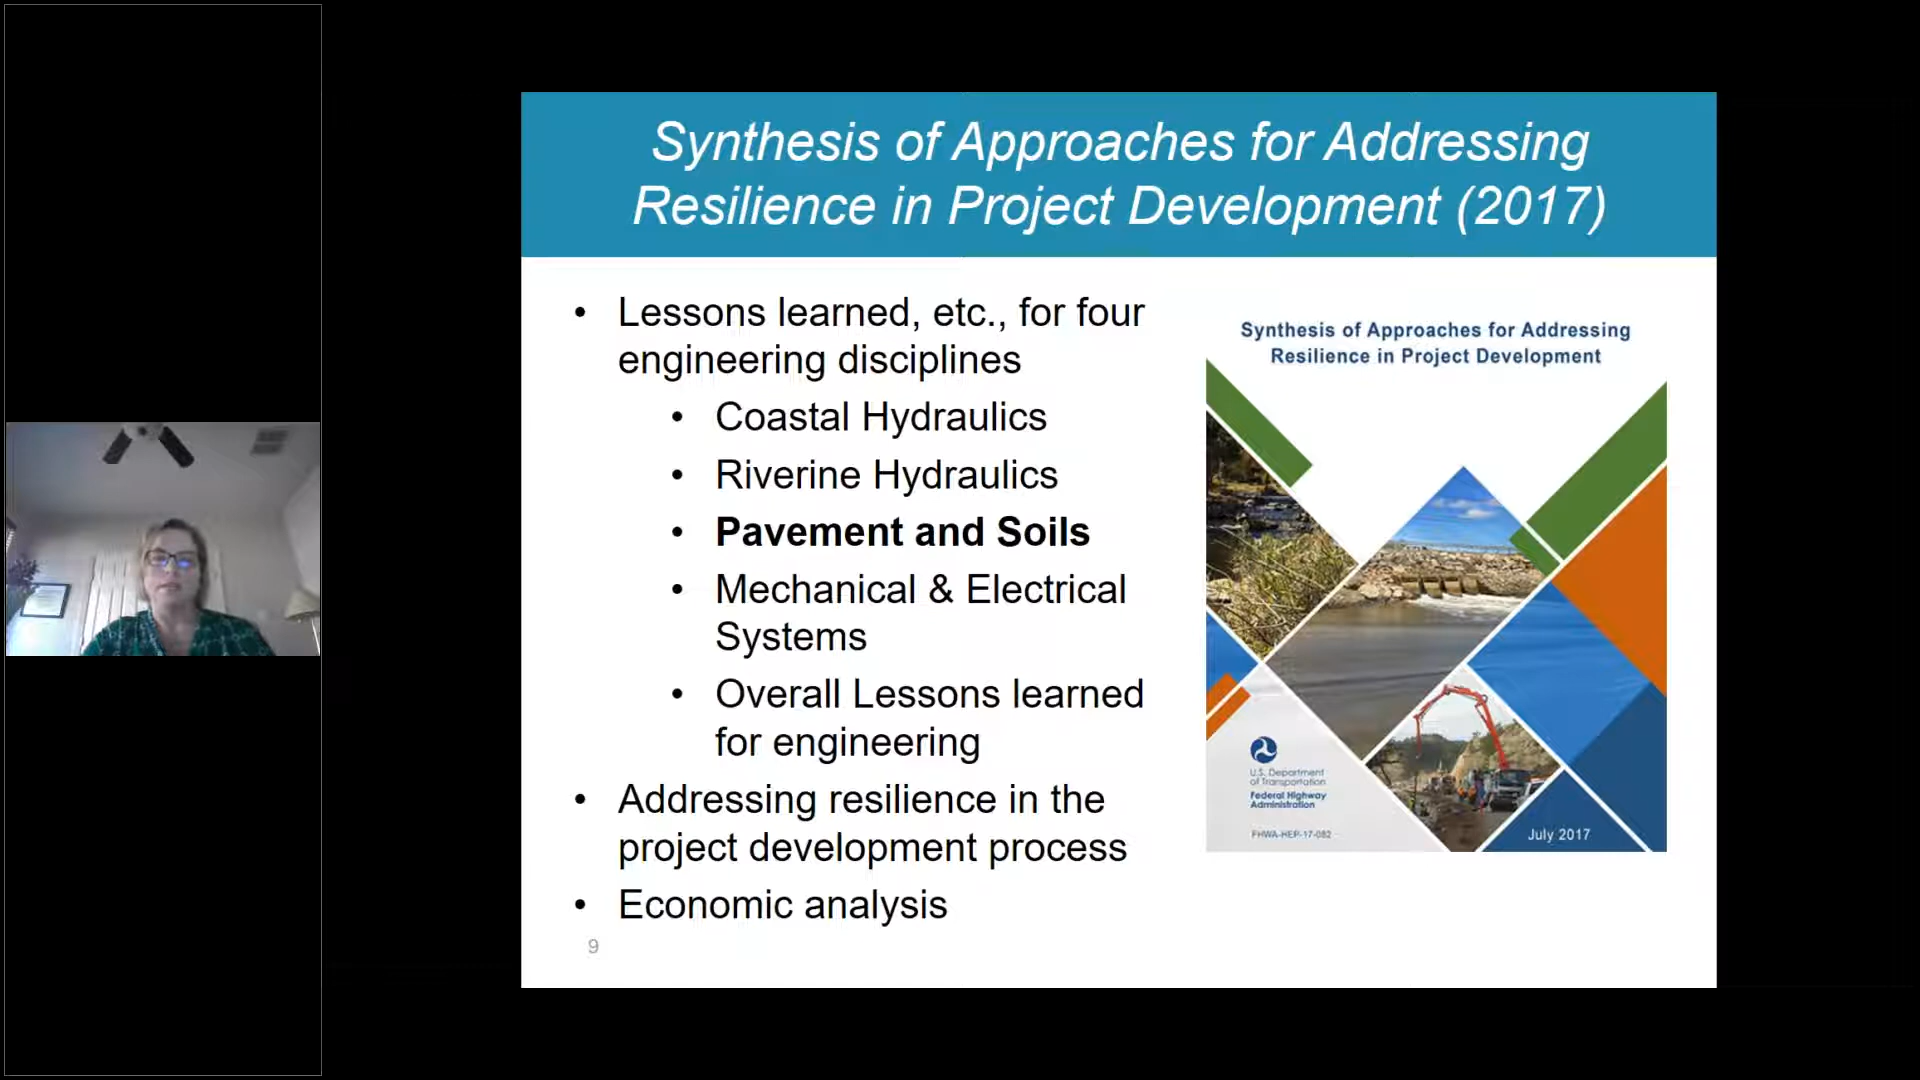 Synthesis of Approaches for Addressing
Resilience in Project Development (2017)
• Lessons learned, etc., for four
engineering disciplines
• Coastal Hydraulics
• Riverine Hydraulics
• Pavement and Soils
• Mechanical & Electrical
Systems
• Overall Lessons learned
for engineering
• Addressing resilience in the
project development process
• Economic analysis
9
Synthesis of Approaches for Addressing
Resilience in Project Development
U.S. Department
of Transportation
Federal Highway
Administration
FHWA-HEP-17-082
July 2017